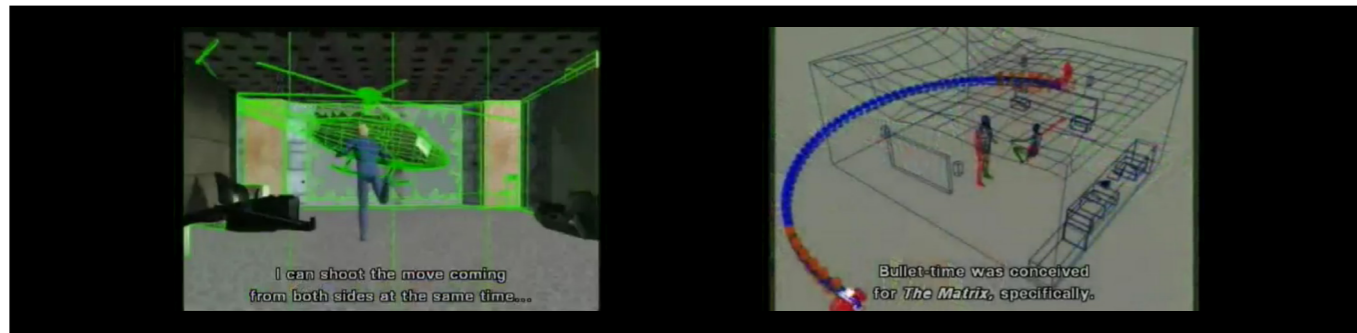 I can shoot the move coming
from both sides at the same time...
Bullet-time was conceived
for The Matrix, specifically.